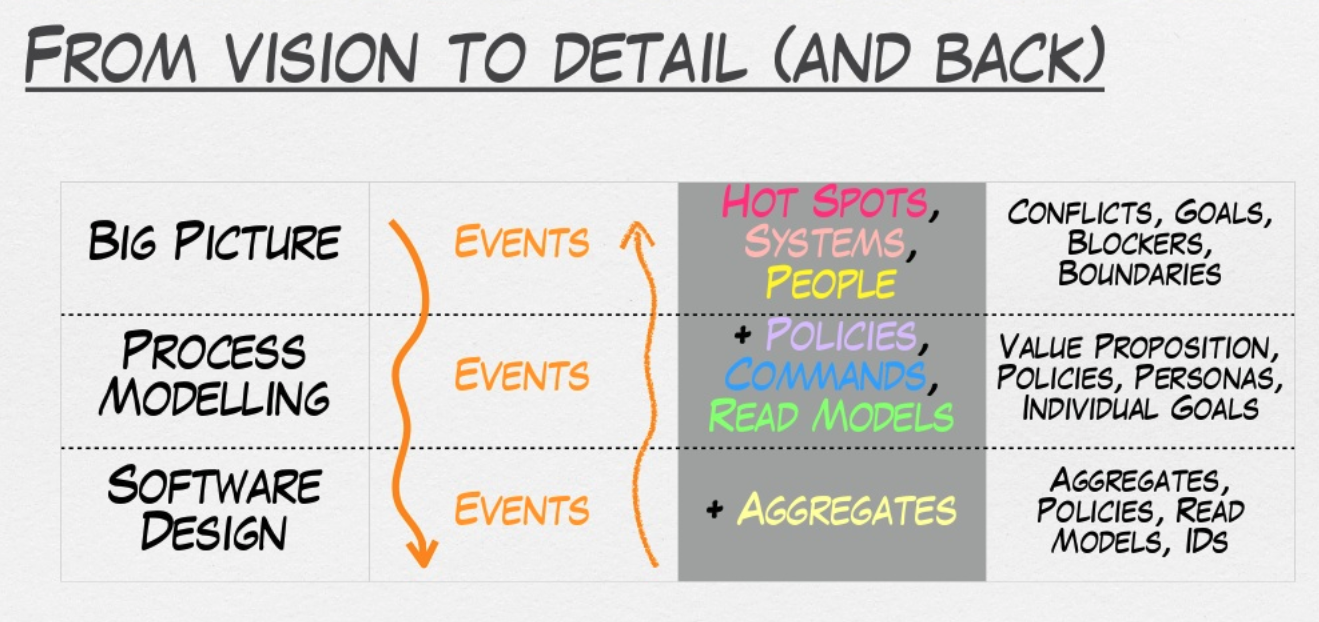 From vision to detail (and back)
Big Picture
Events
Hot Spots,
Systems,
People
Conflicts, Goals,
Blockers,
Boundaries
Process
Modelling
Events
+ Policies,
Commands,
Read Models
Value Proposition,
Policies, Personas,
Individual Goals
Software
Design
Events
+ Aggregates
Aggregates,
Policies, Read
Models, IDs